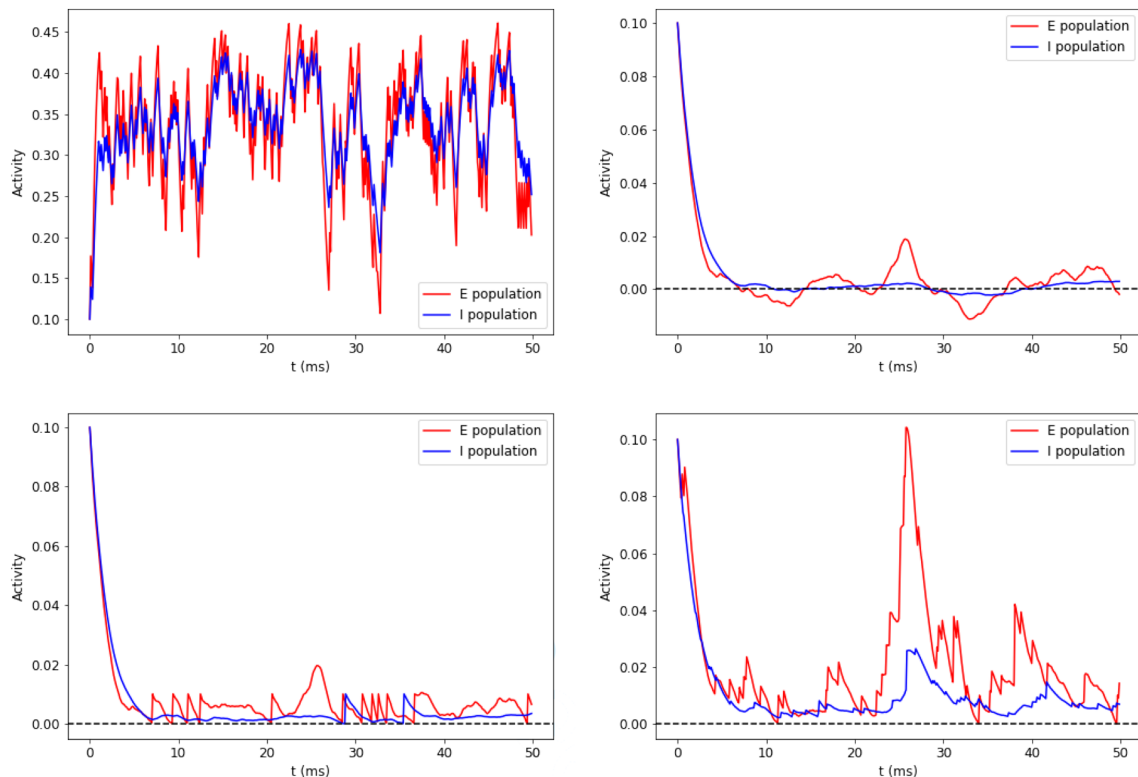 0.45
0.40
0.35
0.30
0.25
0.20
0.15
0.10
Activity
E population
I population
0 10 20 30 40 50
t (ms)
0.10
0.08
0.06
0.04
0.02
0.00
Activity
E population
I population
0 10 20 30 40 50
t (ms)
0.10
0.08
0.06
0.04
0.02
0.00
Activity
E population
I population
0 10 20 30 40 50
t (ms)
0.10
0.08
0.06
0.04
0.02
0.00
Activity
E population
I population
0 10 20 30 40 50
t (ms)